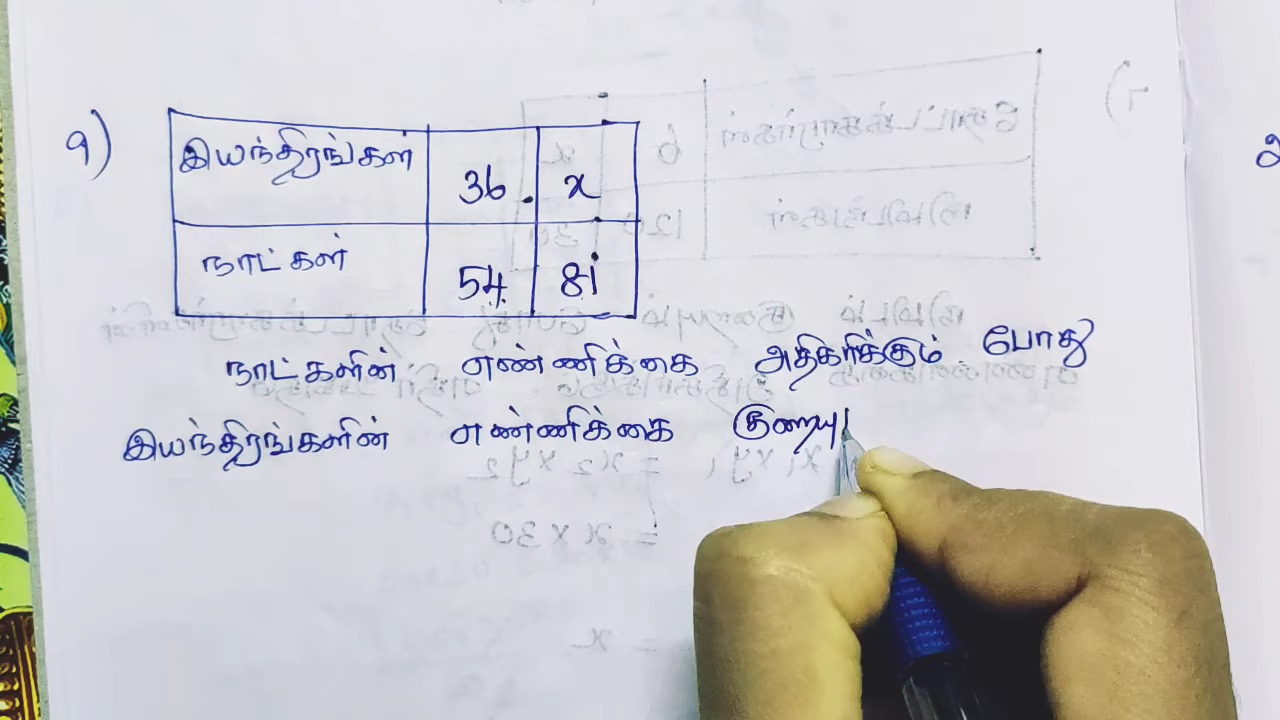 9)
இயந்திரங்கள் 36 x
நாட்கள் 54 81
நாட்களின் எண்ணிக்கை அதிகரிக்கும் போது
இயந்திரங்களின் எண்ணிக்கை குறையு